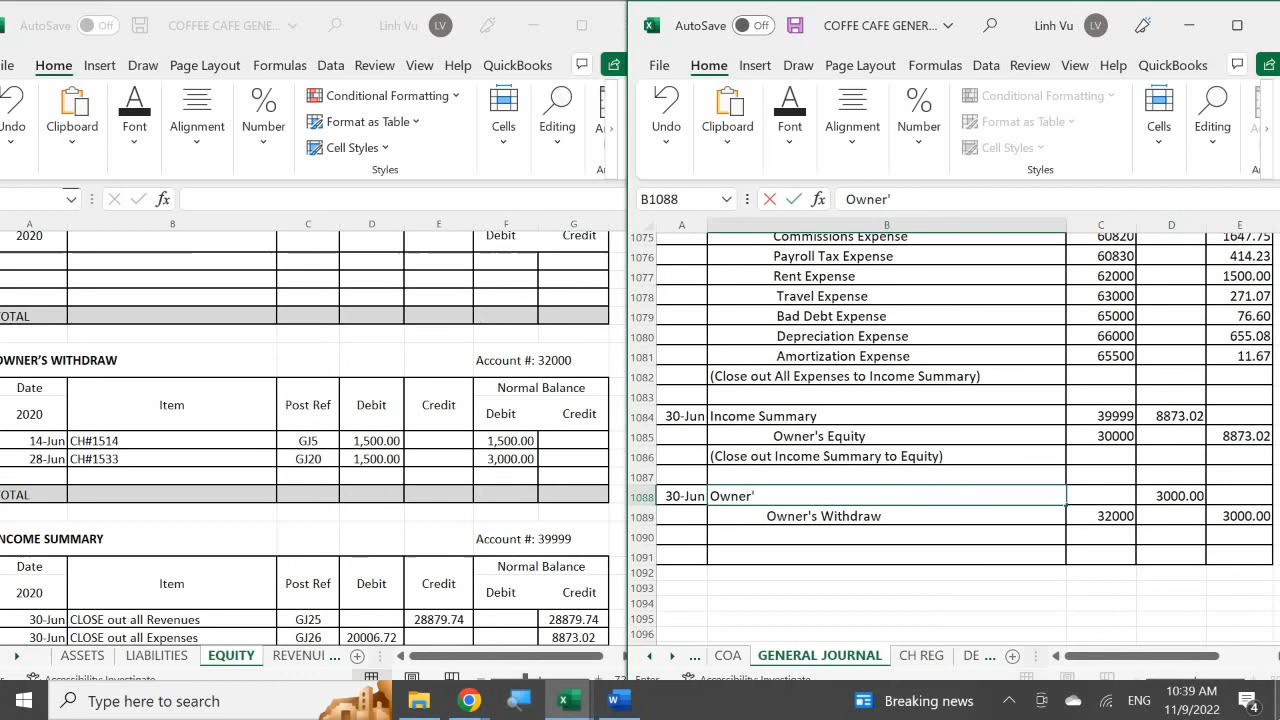 AutoSave Off COFFEE CAFE GENE... Linh Vu LV
AutoSave Off COFFE CAFE GENER... Linh Vu LV
ile Home Insert Draw Page Layout Formulas Data Review View Help QuickBooks
File Home Insert Draw Page Layout Formulas Data Review View Help QuickBooks
Undo Clipboard Font Alignment Number Conditional Formatting Format as Table Cell Styles Styles Cells Editing
Undo Clipboard Font Alignment Number Conditional Formatting Format as Table Cell Styles Styles Cells Editing
fx
B1088 fx Owner'
A B C D E F G
2020 Debit Credit
OTAL
OWNER'S WITHDRAW Account #: 32000
Date Item Post Ref Debit Credit Normal Balance
2020 Debit Credit
14-Jun CH#1514 GJ5 1,500.00 1,500.00
28-Jun CH#1533 GJ20 1,500.00 3,000.00
OTAL
NCOME SUMMARY Account #: 39999
Date Item Post Ref Debit Credit Normal Balance
2020 Debit Credit
30-Jun CLOSE out all Revenues GJ25 28879.74 28879.74
30-Jun CLOSE out all Expenses GJ26 20006.72 8873.02
A B C D E
1075 Commissions Expense 60820 1647.75
1076 Payroll Tax Expense 60830 414.23
1077 Rent Expense 62000 1500.00
1078 Travel Expense 63000 271.07
1079 Bad Debt Expense 65000 76.60
1080 Depreciation Expense 66000 655.08
1081 Amortization Expense 65500 11.67
1082 (Close out All Expenses to Income Summary)
1083
1084 30-Jun Income Summary 39999 8873.02
1085 Owner's Equity 30000 8873.02
1086 (Close out Income Summary to Equity)
1087
1088 30-Jun Owner' 3000.00
1089 Owner's Withdraw 32000 3000.00
1090
1091
1092
1093
1094
1095
1096
ASSETS LIABILITIES EQUITY REVENUI ...
... COA GENERAL JOURNAL CH REG DE ...
Type here to search
Breaking news ENG 10:39 AM
11/9/2022 4